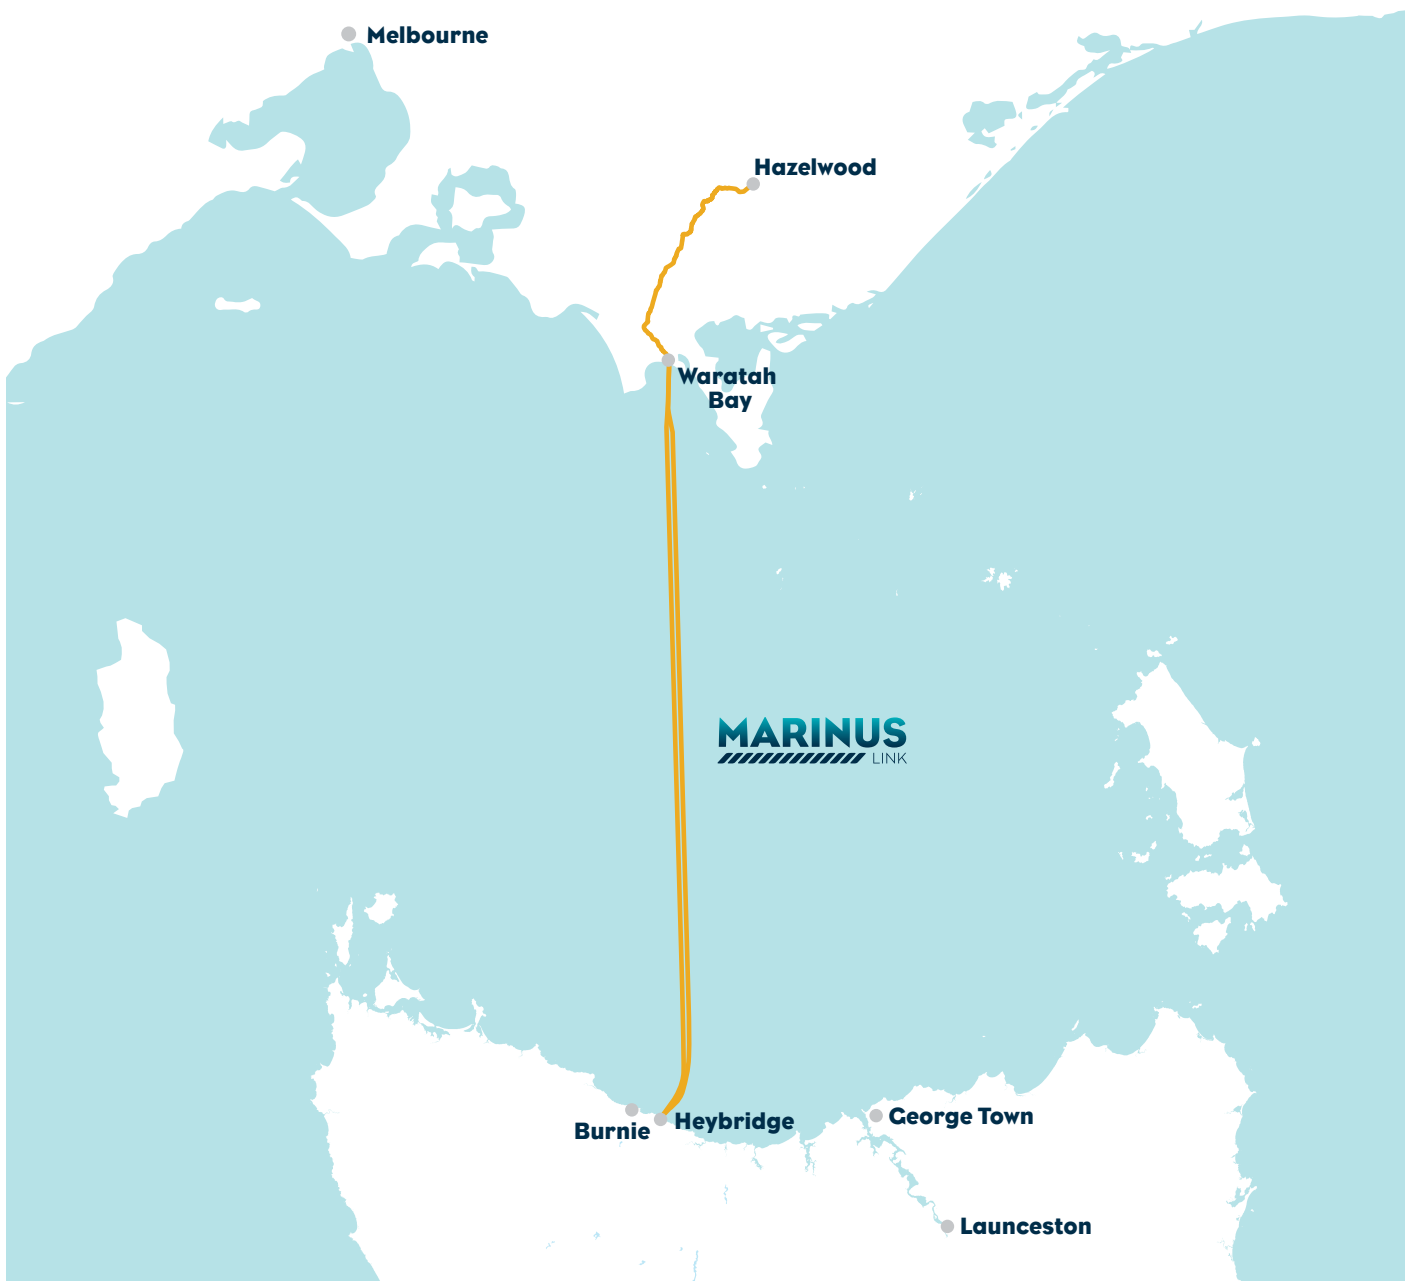 Melbourne
Hazelwood
Waratah
Bay
MARINUS
LINK
Burnie
Heybridge
George Town
Launceston